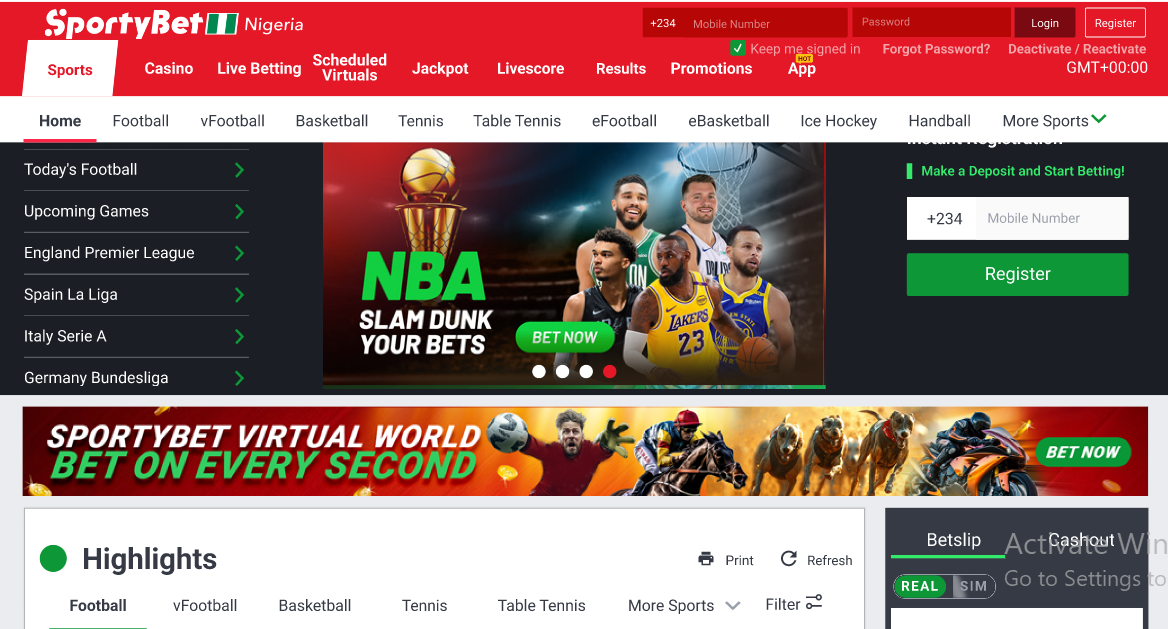 SportyBet Nigeria
+234 Mobile Number Password Login Register
Keep me signed in Forgot Password? Deactivate / Reactivate
Sports Casino Live Betting Scheduled Virtuals Jackpot Livescore Results Promotions App HOT
GMT+00:00
Home Football vFootball Basketball Tennis Table Tennis eFootball eBasketball Ice Hockey Handball More Sports
Instant Registration
Today's Football
Upcoming Games
England Premier League
Spain La Liga
Italy Serie A
Germany Bundesliga
NBA
SLAM DUNK
YOUR BETS
BET NOW
LAKERS
23
Make a Deposit and Start Betting!
+234 Mobile Number
Register
SPORTYBET VIRTUAL WORLD
BET ON EVERY SECOND
BET NOW
Highlights
Print Refresh
Football vFootball Basketball Tennis Table Tennis More Sports Filter
Betslip Cashout
REAL SIM
Activate Win
Go to Settings to